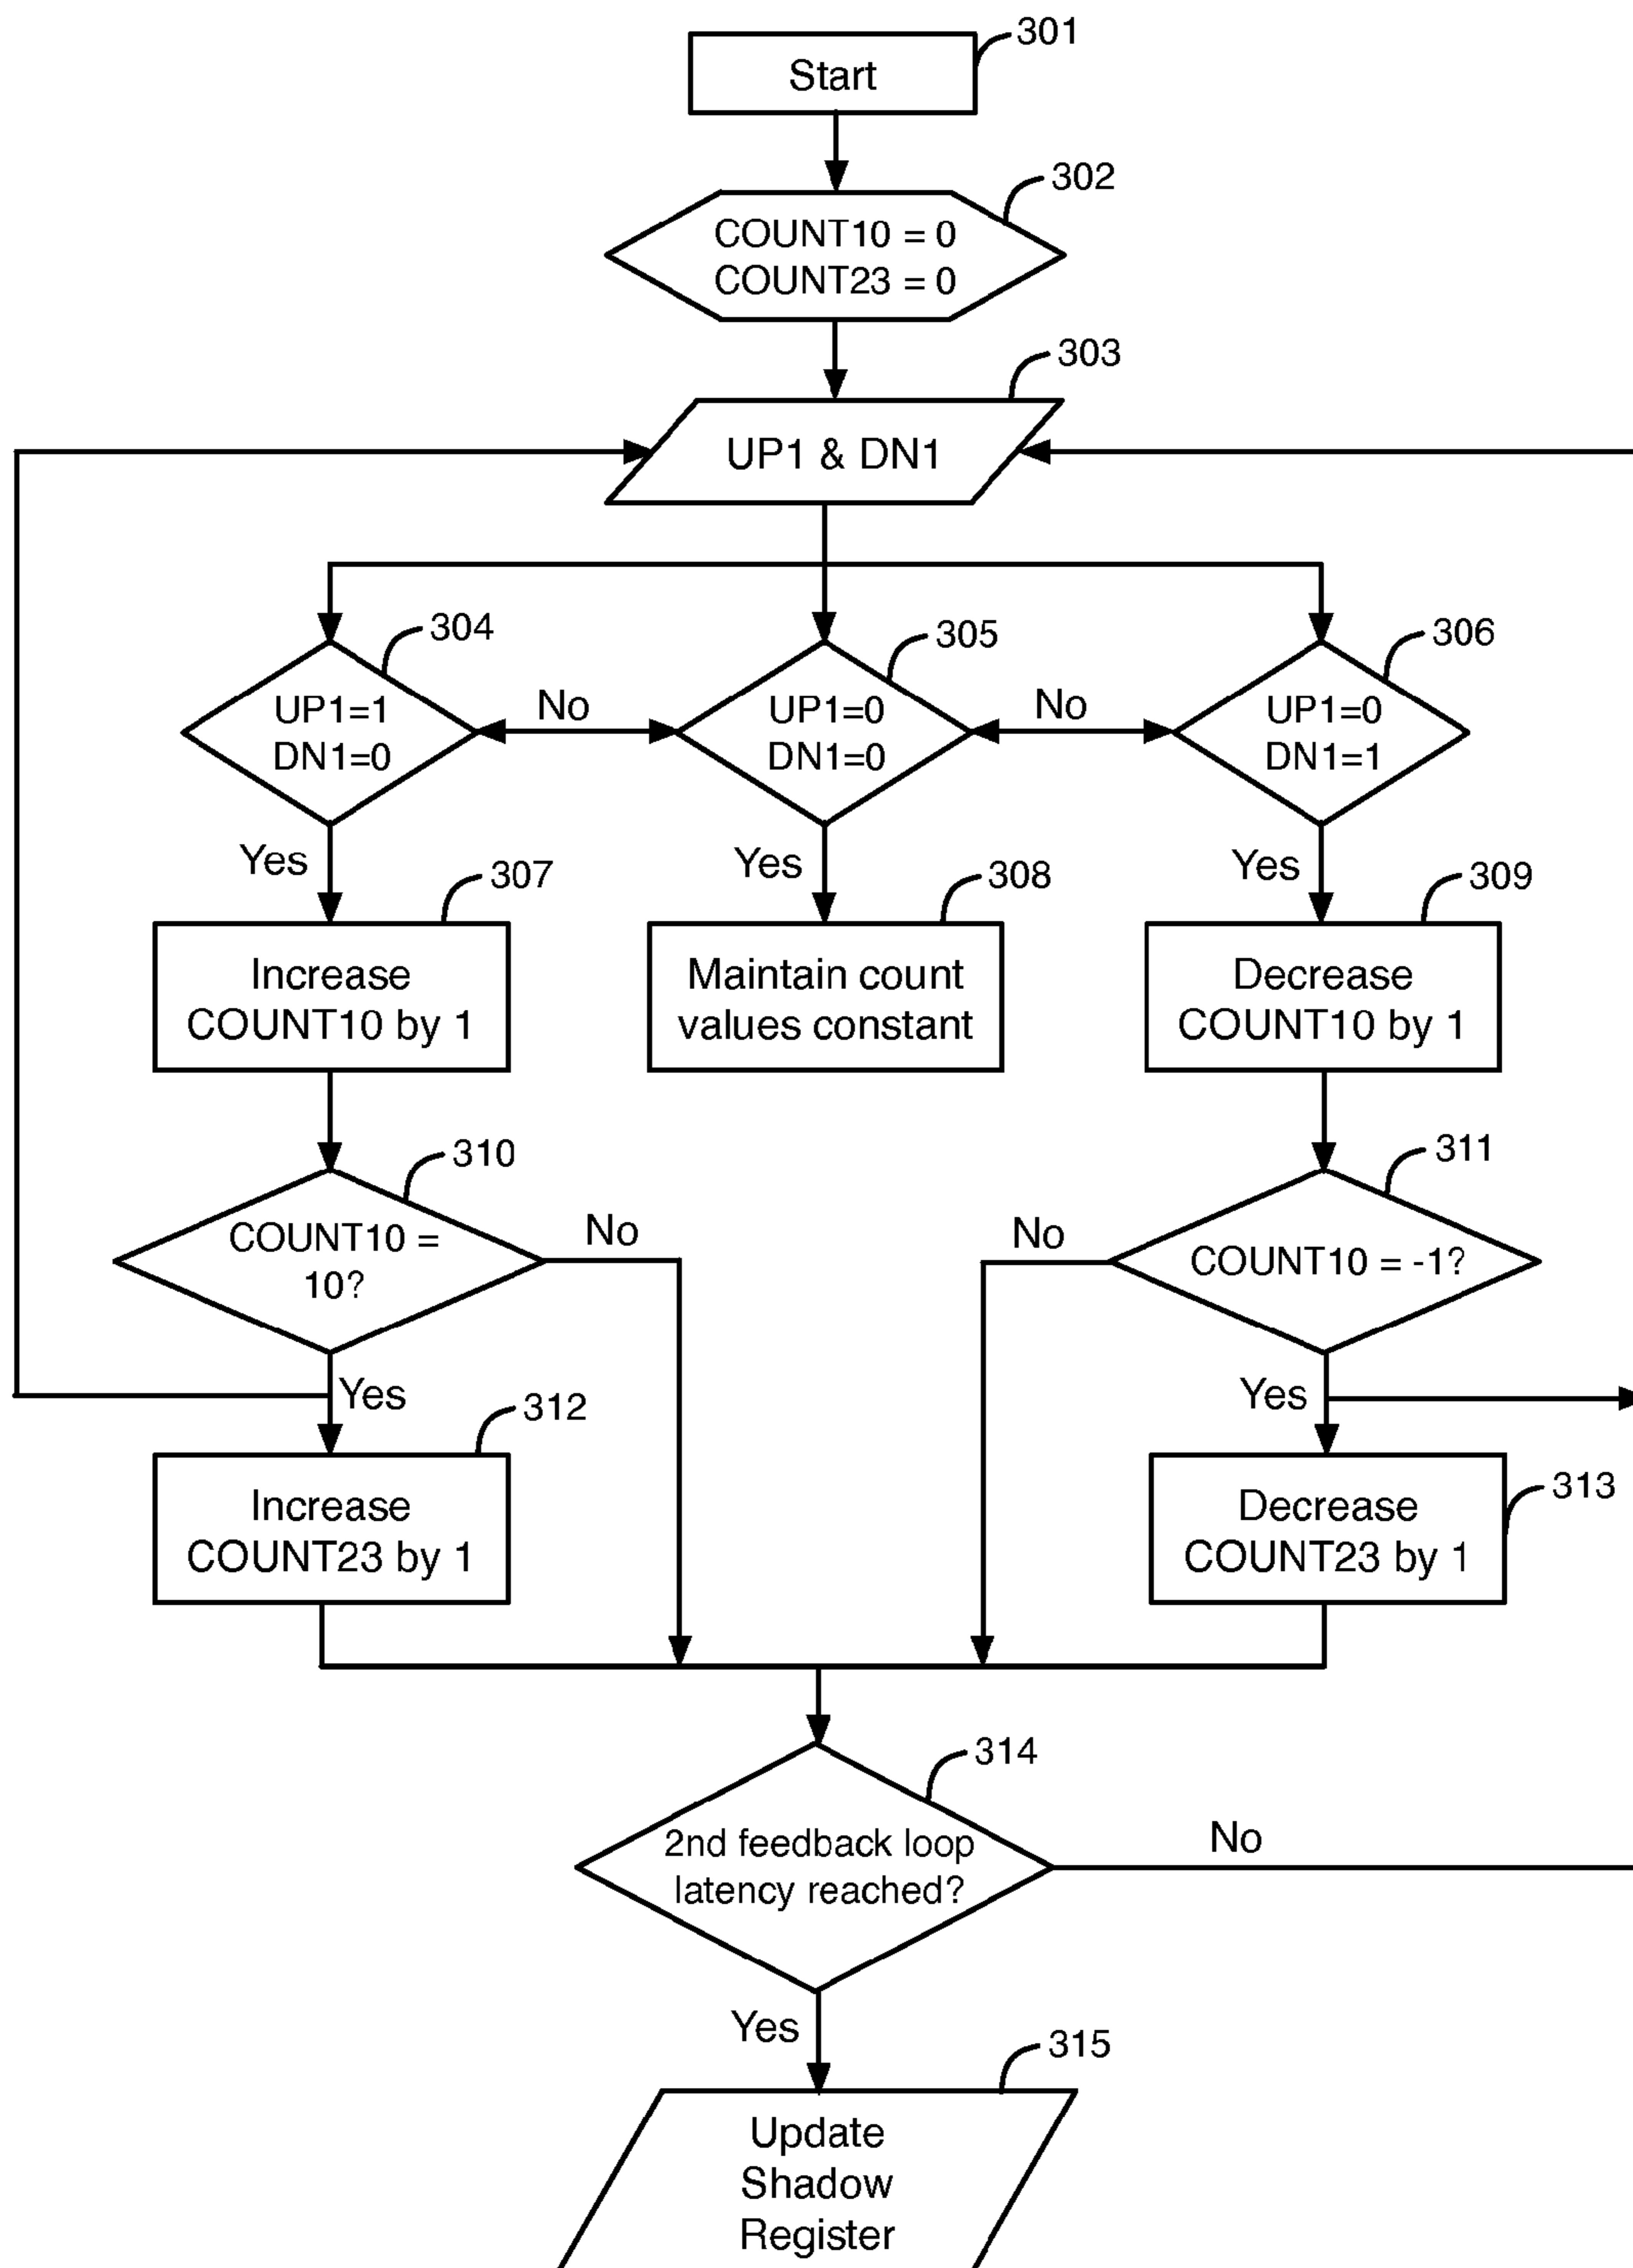 301
Start
302
COUNT10 = 0
COUNT23 = 0
303
UP1 & DN1
304
305
306
UP1=1
DN1=0
No
UP1=0
DN1=0
No
UP1=0
DN1=1
Yes
307
Yes
308
Yes
309
Increase
COUNT10 by 1
Maintain count
values constant
Decrease
COUNT10 by 1
310
311
COUNT10 =
10?
No
No
COUNT10 = -1?
Yes
312
Yes
313
Increase
COUNT23 by 1
Decrease
COUNT23 by 1
314
2nd feedback loop
latency reached?
No
Yes
315
Update
Shadow
Register